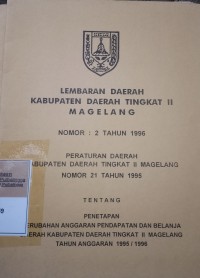 LEMBARAN DAERAH
KABUPATEN DAERAH TINGKAT II
MAGELANG
NOMOR : 2 TAHUN 1996
PERATURAN DAERAH
KABUPATEN DAERAH TINGKAT II MAGELANG
NOMOR 21 TAHUN 1995
TENTANG
PENETAPAN
PERUBAHAN ANGGARAN PENDAPATAN DAN BELANJA
DAERAH KABUPATEN DAERAH TINGKAT II MAGELANG
TAHUN ANGGARAN 1995 / 1996